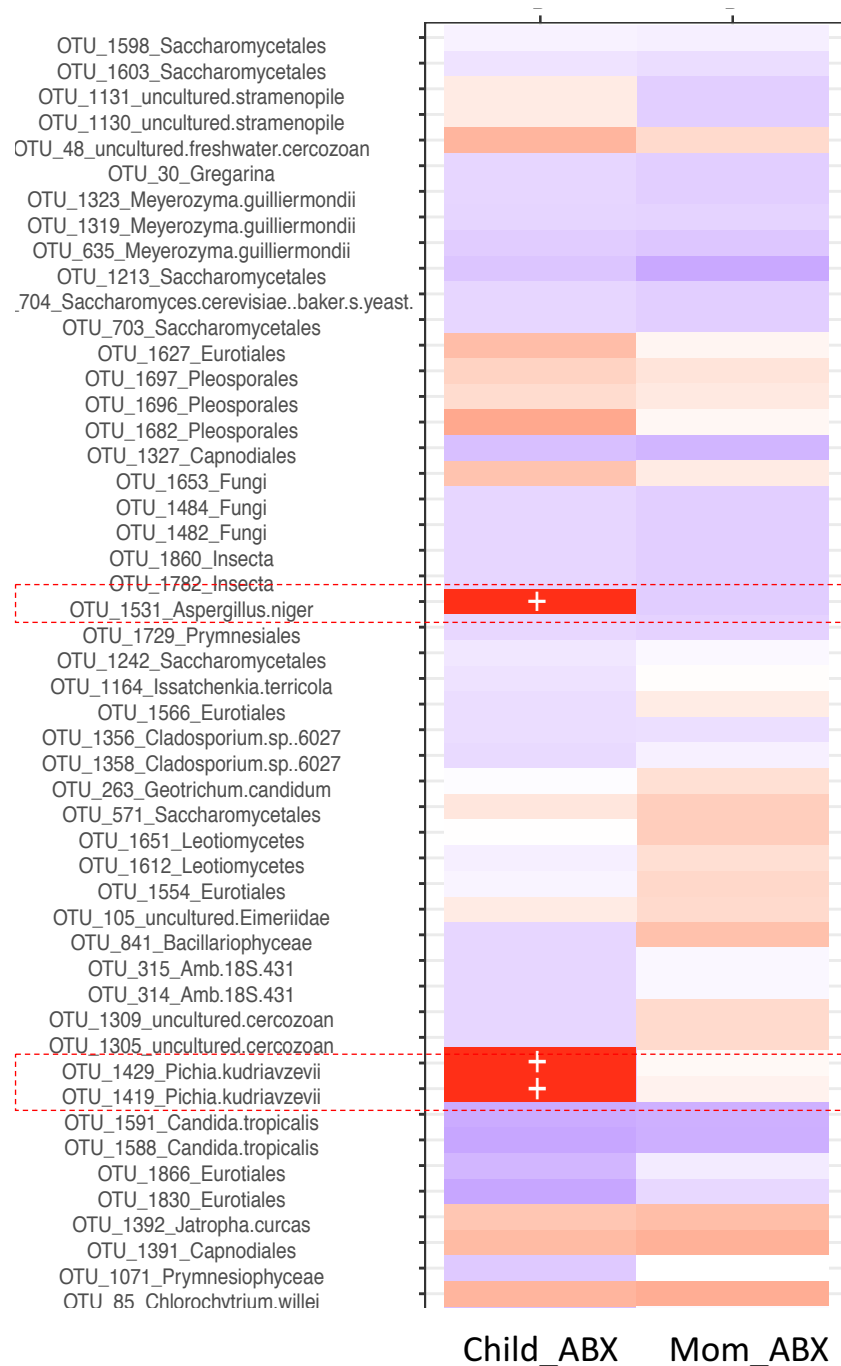 OTU_1598_Saccharomycetales
OTU_1603_Saccharomycetales
OTU_1131_uncultured.stramenopile
OTU_1130_uncultured.stramenopile
OTU_48_uncultured.freshwater.cercozoan
OTU_30_Gregarina
OTU_1323_Meyerozyma.guilliermondii
OTU_1319_Meyerozyma.guilliermondii
OTU_635_Meyerozyma.guilliermondii
OTU_1213_Saccharomycetales
_704_Saccharomyces.cerevisiae..baker.s.yeast.
OTU_703_Saccharomycetales
OTU_1627_Eurotiales
OTU_1697_Pleosporales
OTU_1696_Pleosporales
OTU_1682_Pleosporales
OTU_1327_Capnodiales
OTU_1653_Fungi
OTU_1484_Fungi
OTU_1482_Fungi
OTU_1860_Insecta
OTU_1782_Insecta
OTU_1531_Aspergillus.niger +
OTU_1729_Prymnesiales
OTU_1242_Saccharomycetales
OTU_1164_Issatchenkia.terricola
OTU_1566_Eurotiales
OTU_1356_Cladosporium.sp..6027
OTU_1358_Cladosporium.sp..6027
OTU_263_Geotrichum.candidum
OTU_571_Saccharomycetales
OTU_1651_Leotiomycetes
OTU_1612_Leotiomycetes
OTU_1554_Eurotiales
OTU_105_uncultured.Eimeriidae
OTU_841_Bacillariophyceae
OTU_315_Amb.18S.431
OTU_314_Amb.18S.431
OTU_1309_uncultured.cercozoan
OTU_1305_uncultured.cercozoan
OTU_1429_Pichia.kudriavzevii +
OTU_1419_Pichia.kudriavzevii +
OTU_1591_Candida.tropicalis
OTU_1588_Candida.tropicalis
OTU_1866_Eurotiales
OTU_1830_Eurotiales
OTU_1392_Jatropha.curcas
OTU_1391_Capnodiales
OTU_1071_Prymnesiophyceae
OTU_85_Chlorochytrium.willei
Child_ABX Mom_ABX